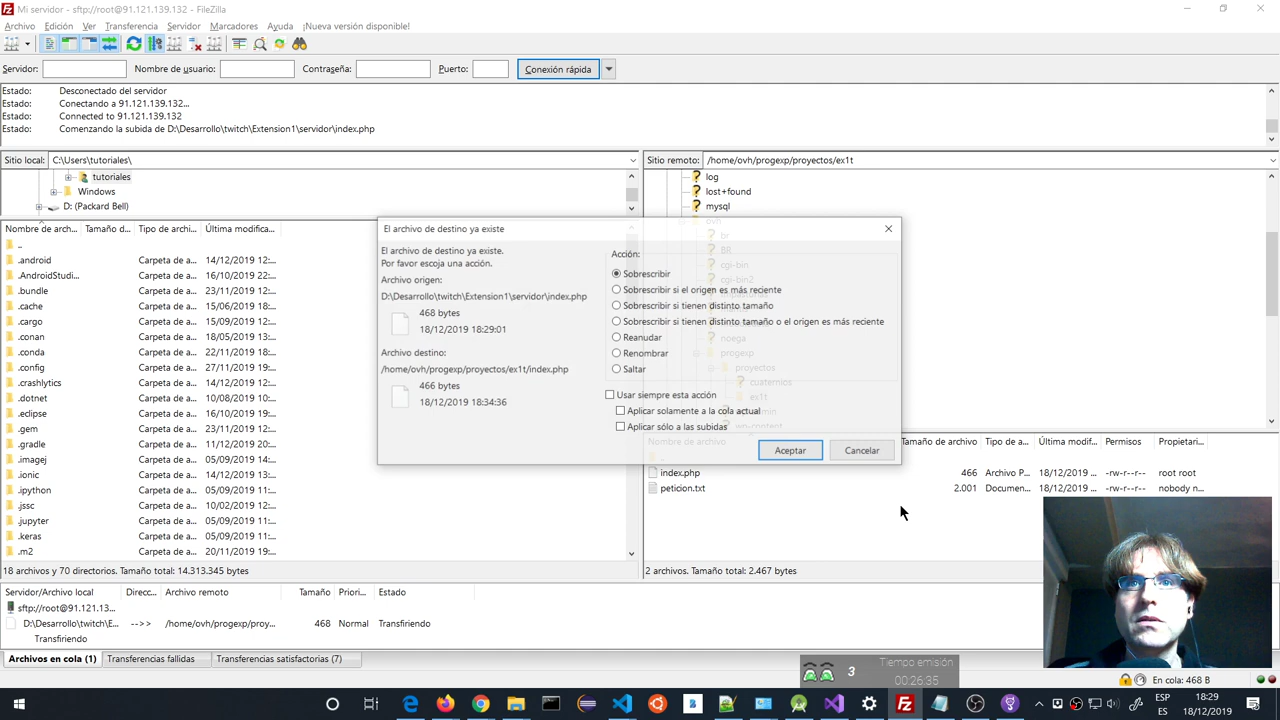 Mi servidor - sftp://root@91.121.139.132 - FileZilla
Archivo Edición Ver Transferencia Servidor Marcadores Ayuda ¡Nueva versión disponible!
Servidor: Nombre de usuario: Contraseña: Puerto: Conexión rápida
Estado: Desconectado del servidor
Estado: Conectando a 91.121.139.132...
Estado: Connected to 91.121.139.132
Estado: Comenzando la subida de D:\Desarrollo\twitch\Extension1\servidor\index.php
Sitio local: C:\Users\tutoriales\
tutoriales
Windows
D: (Packard Bell)
Sitio remoto: /home/ovh/progexp/proyectos/ex1t
log
lost+found
mysql
br
BR
cgi-bin
cgi-bin2
noega
progexp
proyectos
cuaternios
ex1t
wp-content
Nombre de arch... Tamaño d... Tipo de archi... Última modifica...
..
.android Carpeta de a... 14/12/2019 12:...
.AndroidStudi... Carpeta de a... 16/10/2019 22...
.bundle Carpeta de a... 23/11/2019 12:...
.cache Carpeta de a... 15/06/2019 18:...
.cargo Carpeta de a... 15/09/2019 12:...
.conan Carpeta de a... 18/05/2019 13:...
.conda Carpeta de a... 22/11/2019 18:...
.config Carpeta de a... 27/11/2019 19:...
.crashlytics Carpeta de a... 14/12/2019 12:...
.dotnet Carpeta de a... 10/08/2019 10:...
.eclipse Carpeta de a... 16/10/2019 19:...
.gem Carpeta de a... 23/11/2019 12:...
.gradle Carpeta de a... 11/12/2019 20:...
.imagej Carpeta de a... 05/09/2019 11:...
.ionic Carpeta de a... 14/12/2019 13:...
.ipython Carpeta de a... 05/09/2019 11:...
.jssc Carpeta de a... 10/02/2019 12:...
.jupyter Carpeta de a... 05/09/2019 11:...
.keras Carpeta de a... 05/09/2019 11:...
.m2 Carpeta de a... 20/11/2019 19:...
18 archivos y 70 directorios. Tamaño total: 14.313.345 bytes
El archivo de destino ya existe
El archivo de destino ya existe.
Por favor escoja una acción.
Archivo origen:
D:\Desarrollo\twitch\Extension1\servidor\index.php
468 bytes
18/12/2019 18:29:01
Archivo destino:
/home/ovh/progexp/proyectos/ex1t/index.php
466 bytes
18/12/2019 18:34:36
Acción:
Sobrescribir
Sobrescribir si el origen es más reciente
Sobrescribir si tienen distinto tamaño
Sobrescribir si tienen distinto tamaño o el origen es más reciente
Reanudar
Renombrar
Saltar
Usar siempre esta acción
Aplicar solamente a la cola actual
Aplicar sólo a las subidas
Aceptar Cancelar
Nombre de archivo Tamaño de archivo Tipo de a... Última modif... Permisos Propietari...
index.php 466 Archivo P... 18/12/2019 ... -rw-r--r-- root root
peticion.txt 2.001 Documen... 18/12/2019 ... -rw-r--r-- nobody n...
2 archivos. Tamaño total: 2.467 bytes
Servidor/Archivo local Direcc... Archivo remoto Tamaño Priori... Estado
sftp://root@91.121.13...
D:\Desarrollo\twitch\E... -->> /home/ovh/progexp/proy... 468 Normal Transfiriendo
Transfiriendo
Archivos en cola (1) Transferencias fallidas Transferencias satisfactorias (7)
3
Tiempo emisión
00:26:35
En cola: 468 B
ESP
ES
18:29
18/12/2019